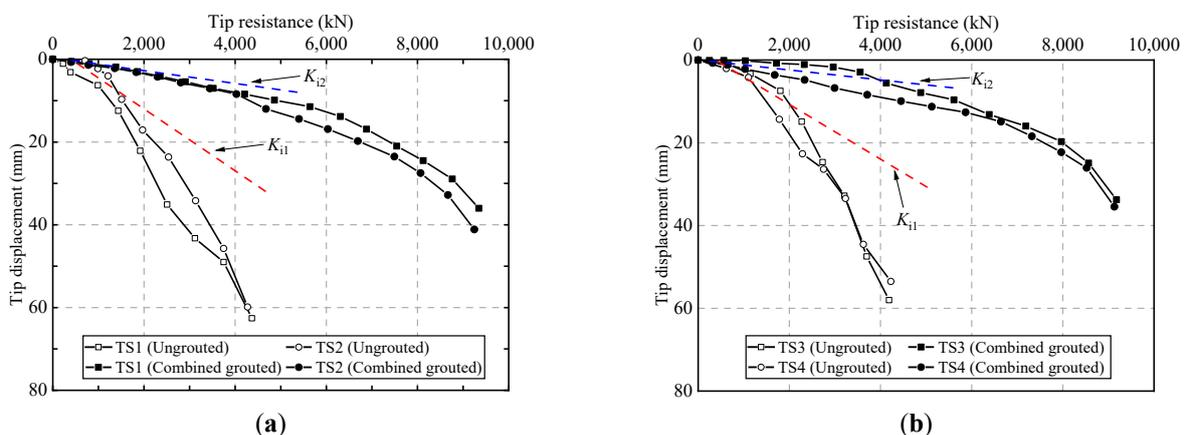 Tip resistance (kN)
0 2,000 4,000 6,000 8,000 10,000
0
20
40
60
80
Tip displacement (mm)
Ki2
Ki1
TS1 (Ungrouted) TS2 (Ungrouted)
TS1 (Combined grouted) TS2 (Combined grouted)
(a)
Tip resistance (kN)
0 2,000 4,000 6,000 8,000 10,000
0
20
40
60
80
Tip displacement (mm)
Ki2
Ki1
TS3 (Ungrouted) TS3 (Combined grouted)
TS4 (Ungrouted) TS4 (Combined grouted)
(b)